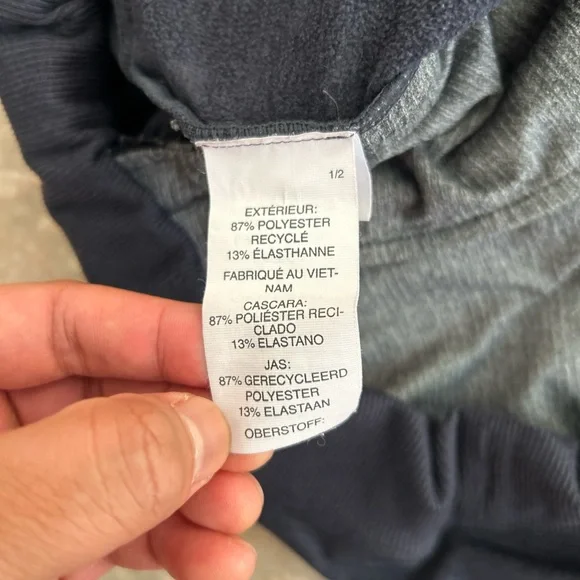 1/2
EXTÉRIEUR:
87% POLYESTER
RECYCLÉ
13% ÉLASTHANNE
FABRIQUÉ AU VIET-
NAM
CASCARA:
87% POLIÉSTER RECI-
CLADO
13% ELASTANO
JAS:
87% GERECYCLEERD
POLYESTER
13% ELASTAAN
OBERSTOFF: